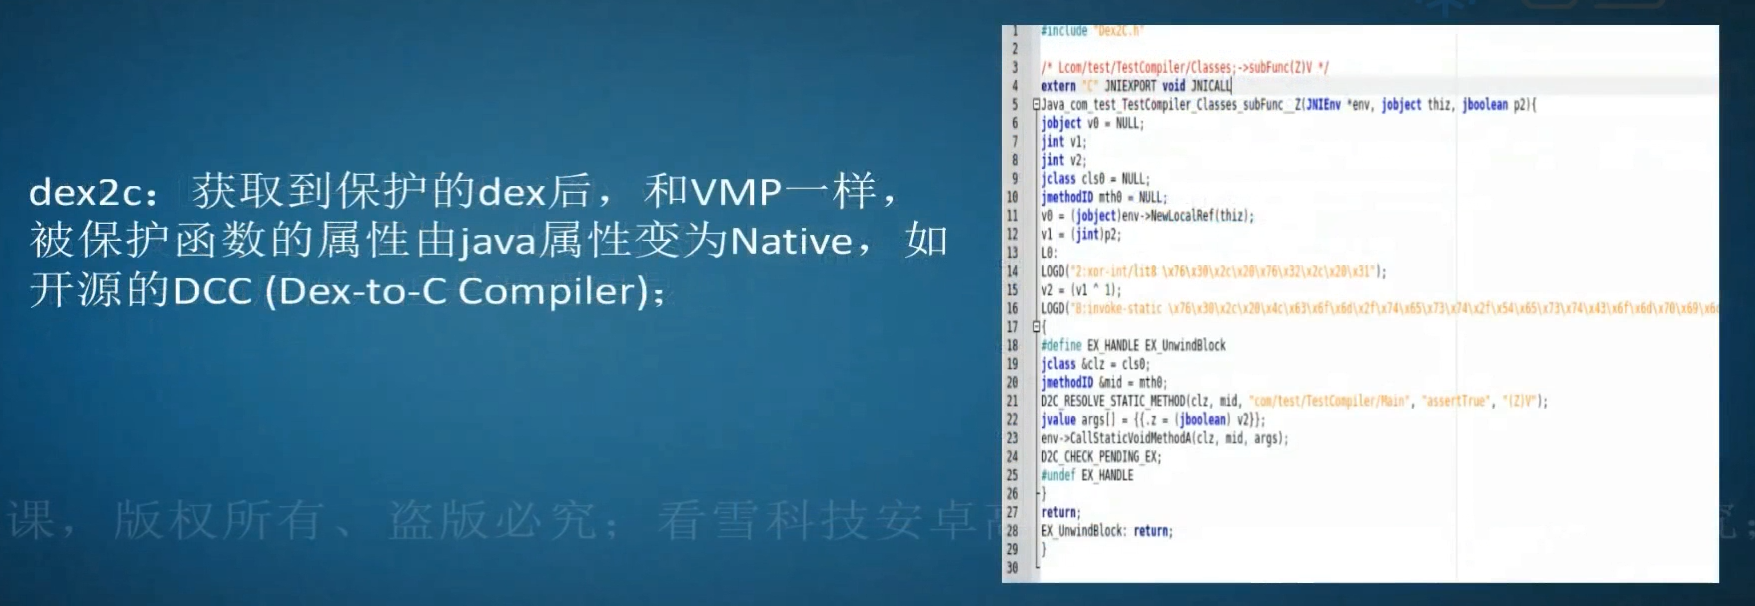 dex2c：获取到保护的dex后，和VMP一样，
被保护函数的属性由java属性变为Native，如
开源的DCC (Dex-to-C Compiler);
课，版权所有、盗版必究；看雪科技安卓高
究；
1 #include "Dex2C.h"
2
3 /* Lcom/test/TestCompiler/Classes;->subFunc(Z)V */
4 extern "C" JNIEXPORT void JNICALL
5 Java_com_test_TestCompiler_Classes_subFunc__Z(JNIEnv *env, jobject thiz, jboolean p2){
6 jobject v0 = NULL;
7 jint v1;
8 jint v2;
9 jclass cls0 = NULL;
10 jmethodID mth0 = NULL;
11 v0 = (jobject)env->NewLocalRef(thiz);
12 v1 = (jint)p2;
13 L0:
14 LOGD("2:xor-int/lit8 \x76\x30\x2c\x20\x76\x32\x2c\x20\x31");
15 v2 = (v1 ^ 1);
16 LOGD("8:invoke-static \x76\x30\x2c\x20\x4c\x63\x6f\x6d\x2f\x74\x65\x73\x74\x2f\x54\x65\x73\x74\x43\x6f\x6d\x70\x69\x6
17 {
18 #define EX_HANDLE EX_UnwindBlock
19 jclass &clz = cls0;
20 jmethodID &mid = mth0;
21 D2C_RESOLVE_STATIC_METHOD(clz, mid, "com/test/TestCompiler/Main", "assertTrue", "(Z)V");
22 jvalue args[] = {{.z = (jboolean) v2}};
23 env->CallStaticVoidMethodA(clz, mid, args);
24 D2C_CHECK_PENDING_EX;
25 #undef EX_HANDLE
26 }
27 return;
28 EX_UnwindBlock: return;
29 }
30